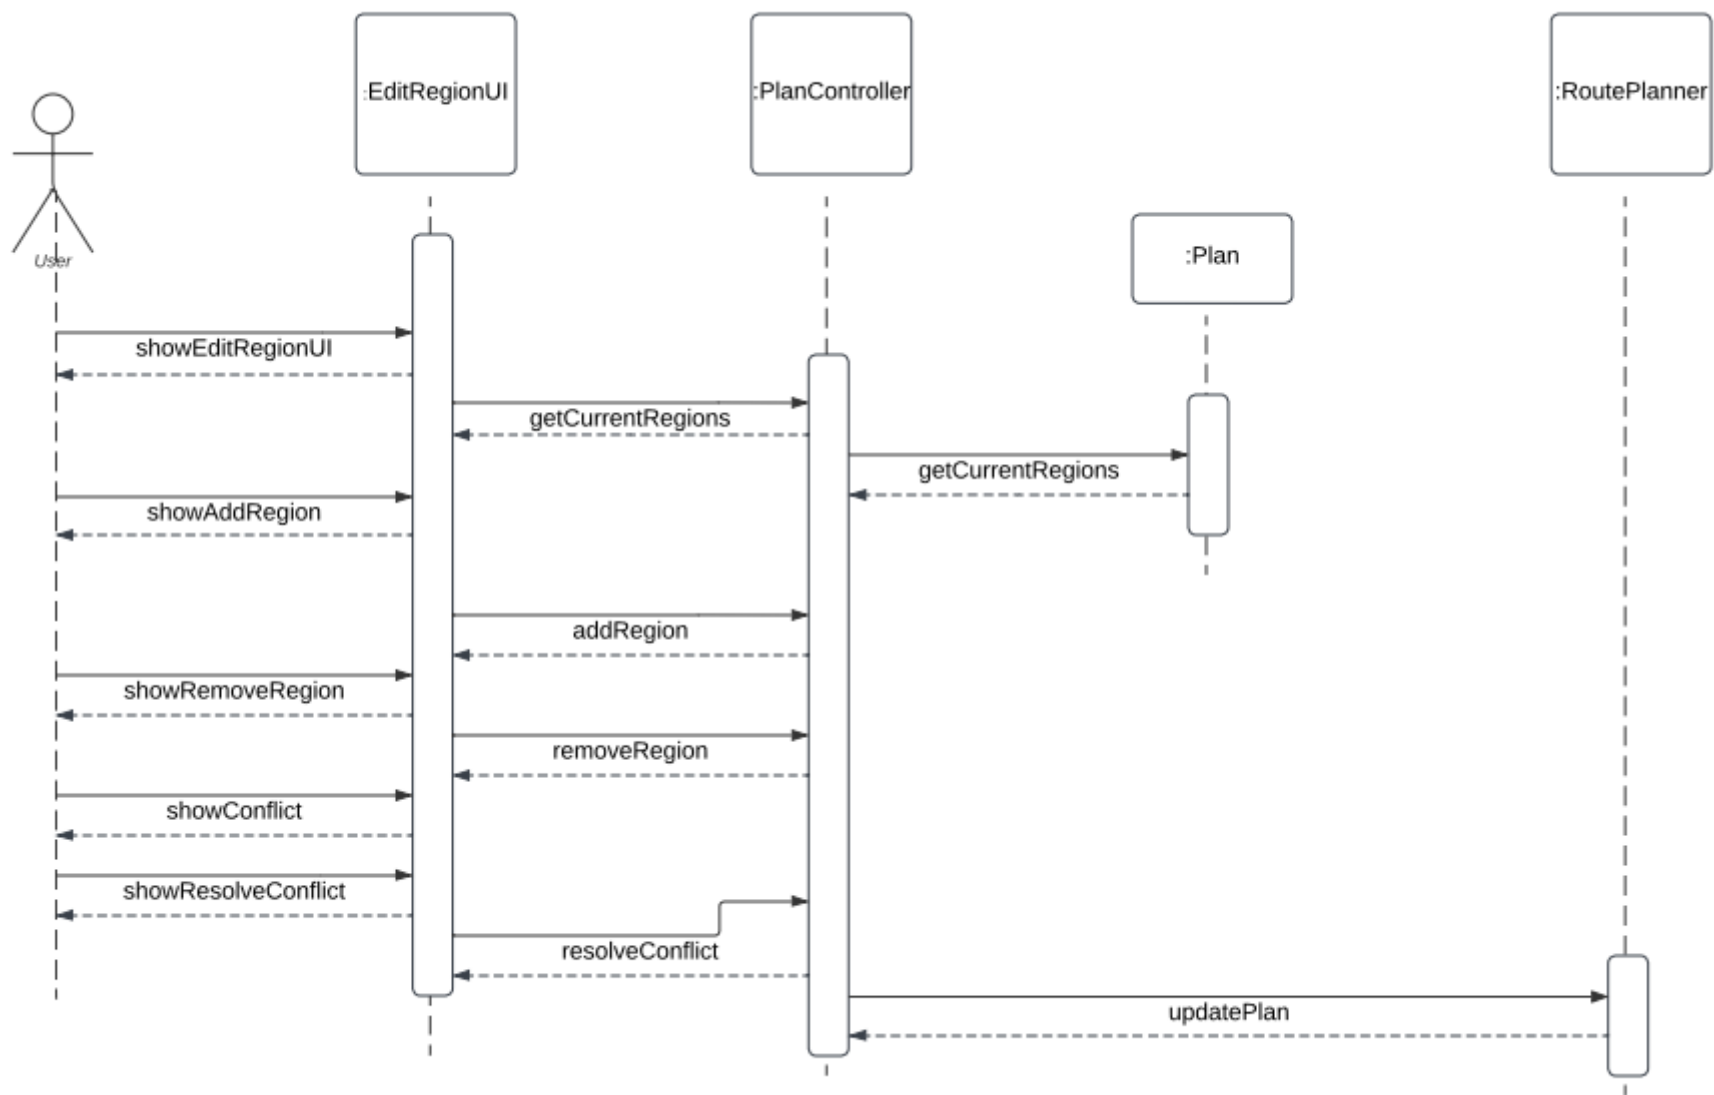 :EditRegionUI
:PlanController
:RoutePlanner
:Plan
User
showEditRegionUI
getCurrentRegions
getCurrentRegions
showAddRegion
addRegion
showRemoveRegion
removeRegion
showConflict
showResolveConflict
resolveConflict
updatePlan